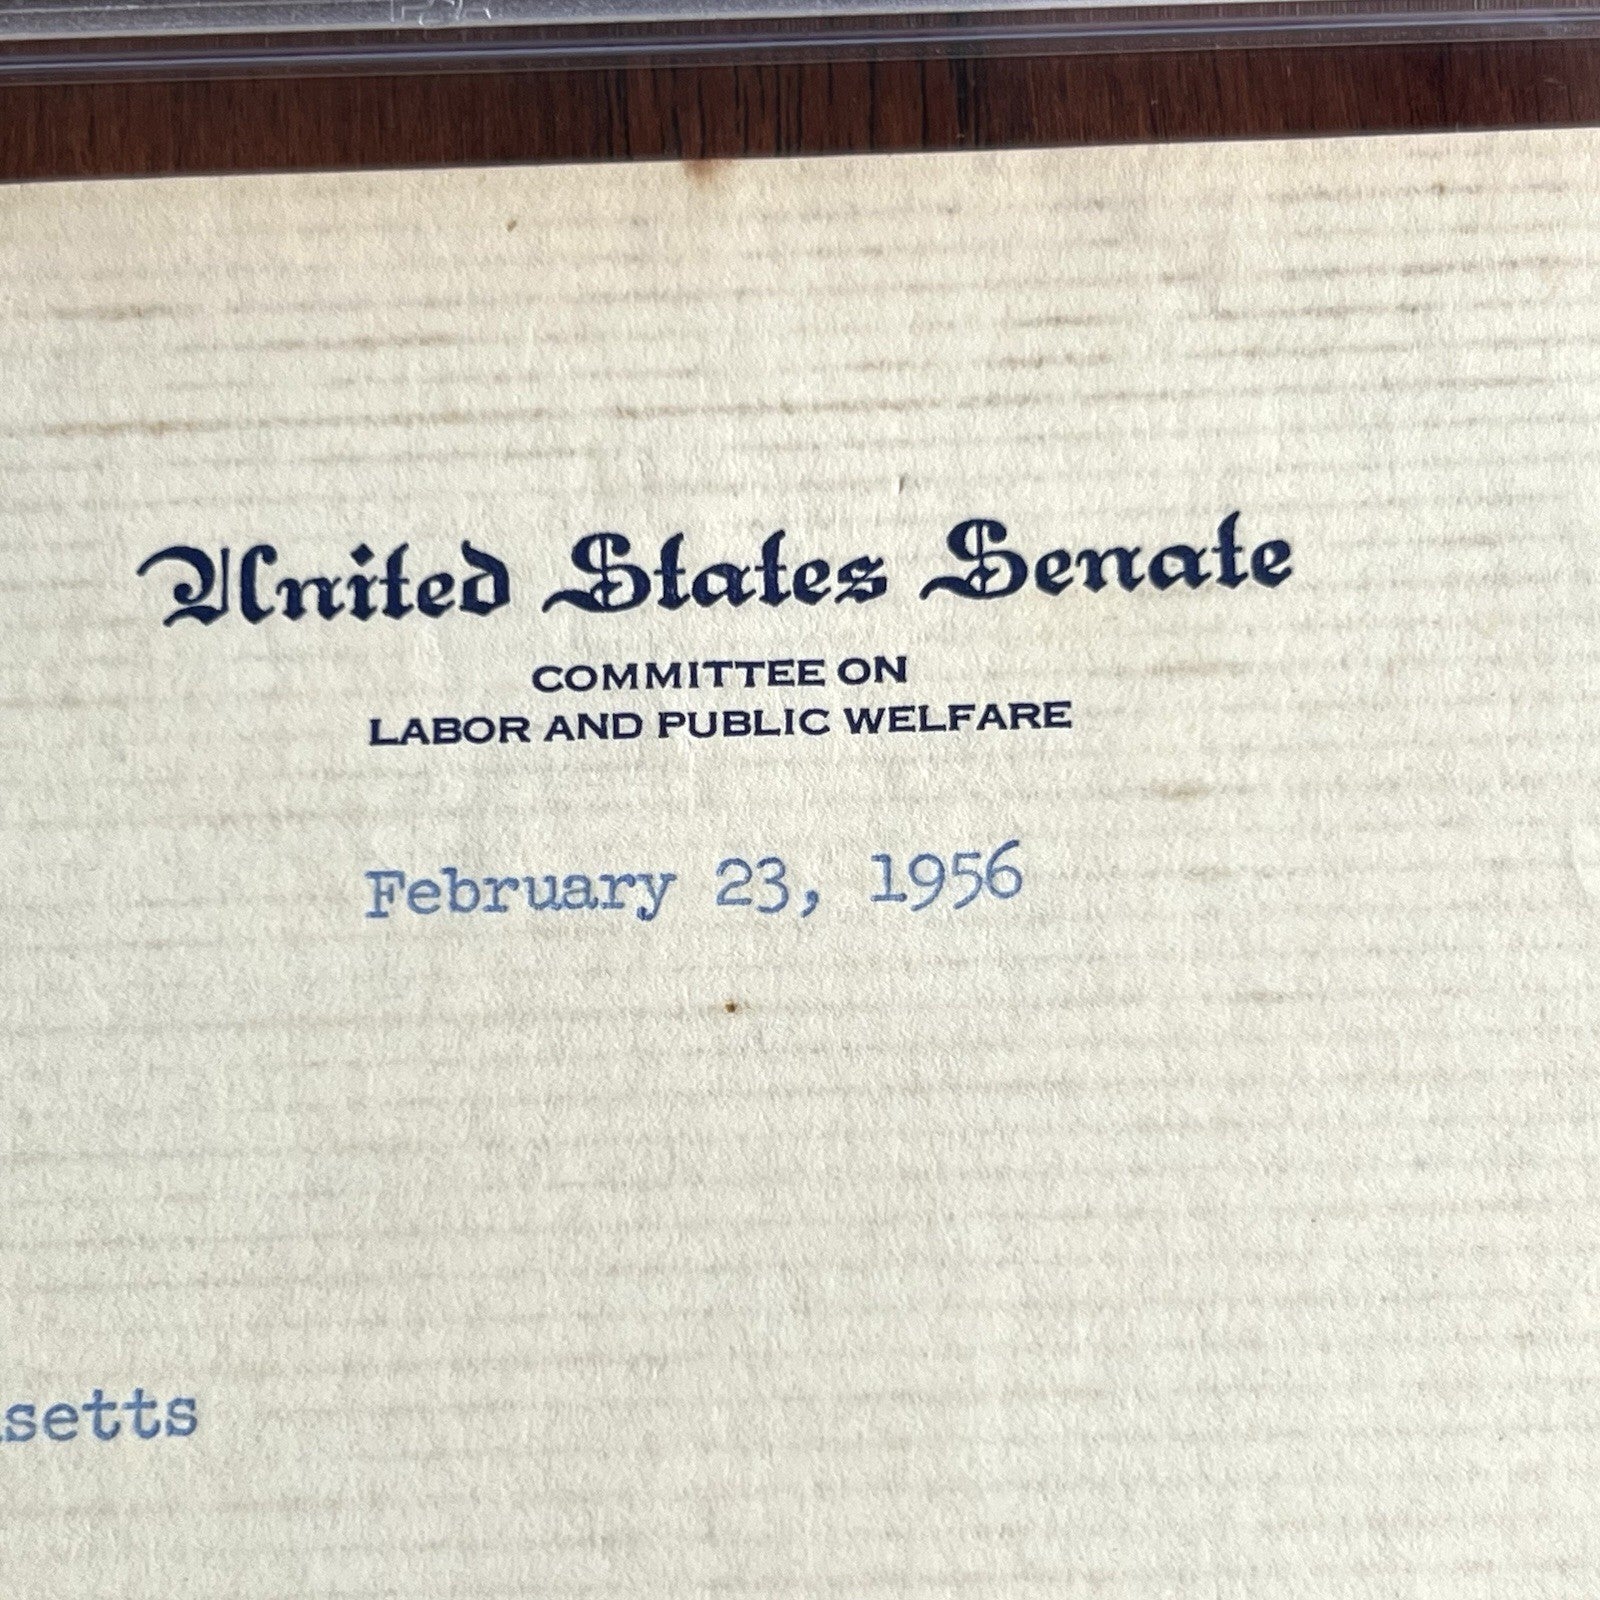 United States Senate
COMMITTEE ON
LABOR AND PUBLIC WELFARE
February 23, 1956
setts